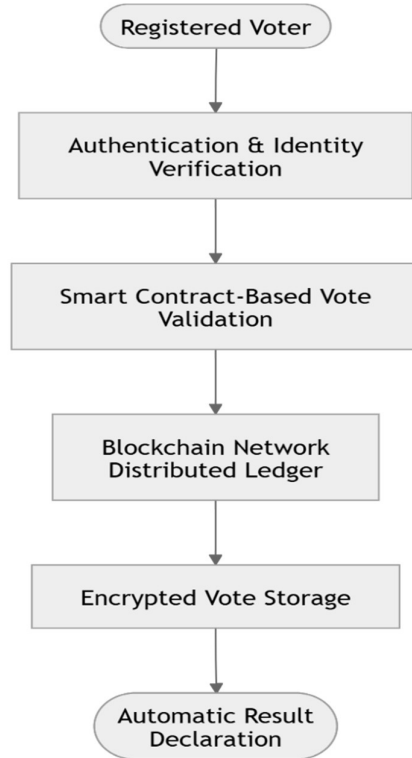 Registered Voter
Authentication & Identity
Verification
Smart Contract-Based Vote
Validation
Blockchain Network
Distributed Ledger
Encrypted Vote Storage
Automatic Result
Declaration